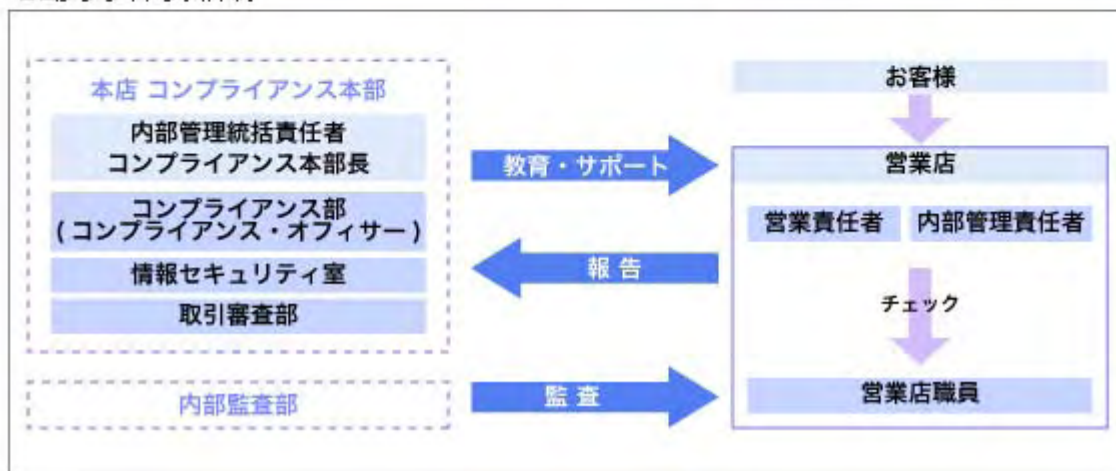 本店 コンプライアンス本部
内部管理統括責任者
コンプライアンス本部長
コンプライアンス部
(コンプライアンス・オフィサー)
情報セキュリティ室
取引審査部
内部監査部
教育・サポート
報告
監査
お客様
営業店
営業責任者
内部管理責任者
チェック
営業店職員